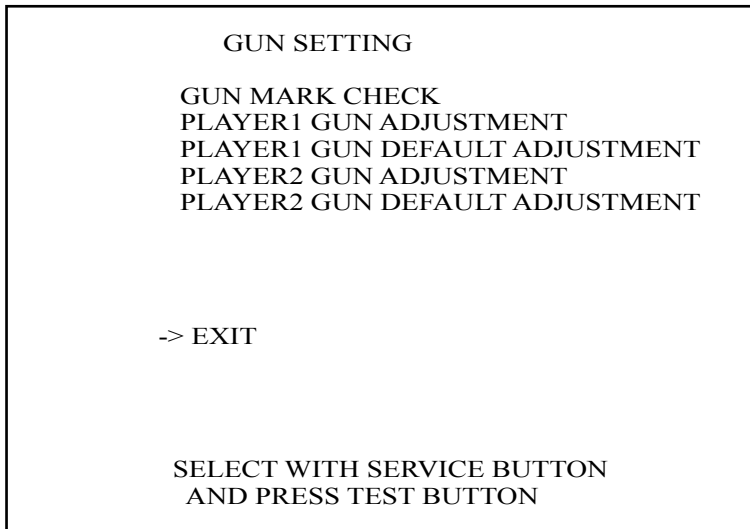 GUN SETTING
GUN MARK CHECK
PLAYER1 GUN ADJUSTMENT
PLAYER1 GUN DEFAULT ADJUSTMENT
PLAYER2 GUN ADJUSTMENT
PLAYER2 GUN DEFAULT ADJUSTMENT
-> EXIT
SELECT WITH SERVICE BUTTON
AND PRESS TEST BUTTON